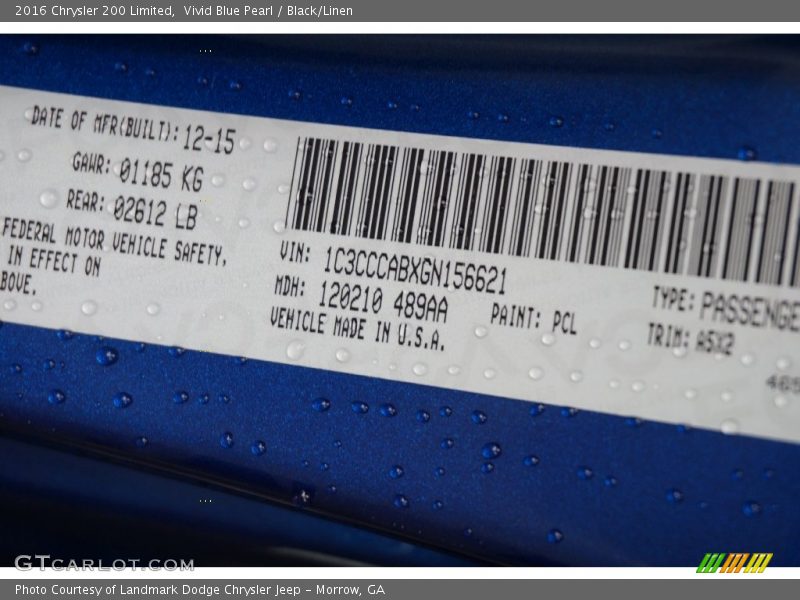 2016 Chrysler 200 Limited, Vivid Blue Pearl / Black/Linen
DATE OF MFR(BUILT): 12-15
GAWR: 01185 KG
REAR: 02612 LB
FEDERAL MOTOR VEHICLE SAFETY,
IN EFFECT ON
BOVE.
VIN: 1C3CCCABXGN156621
MDH: 120210 489AA
VEHICLE MADE IN U.S.A.
PAINT: PCL
TYPE: PASSENGE
TRIM: A5X2
465
GTCARLOT.COM
Photo Courtesy of Landmark Dodge Chrysler Jeep – Morrow, GA